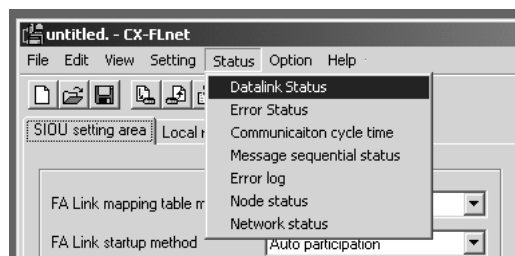 untitled. - CX-FLnet
File Edit View Setting Status Option Help
Datalink Status
Error Status
SIOU setting area Local
Communicaiton cycle time
Message sequential status
Error log
FA Link mapping table
Node status
Network status
FA Link startup method Auto participation